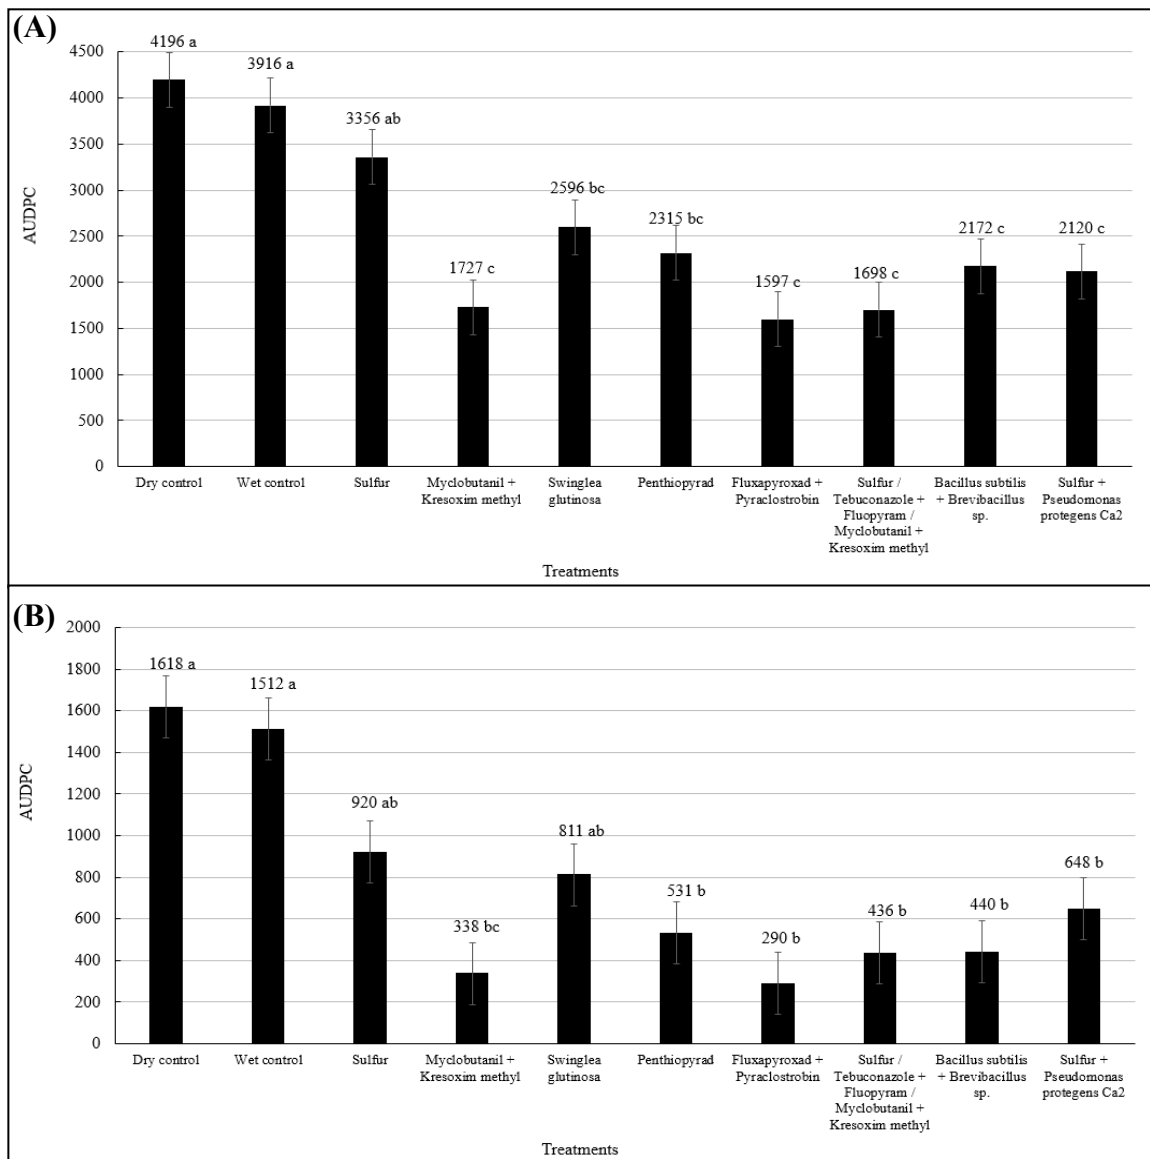 (A)
4196 a
3916 a
3356 ab
1727 c
2596 bc
2315 bc
1597 c
1698 c
2172 c
2120 c
4500
4000
3500
3000
2500
2000
1500
1000
500
0
AUDPC
Dry control
Wet control
Sulfur
Myclobutanil +
Kresoxim methyl
Swinglea
glutinosa
Penthiopyrad
Fluxapyroxad +
Pyraclostrobin
Sulfur /
Tebuconazole +
Fluopyram /
Myclobutanil +
Kresoxim methyl
Bacillus subtilis
+ Brevibacillus
sp.
Sulfur +
Pseudomonas
protegens Ca2
Treatments
(B)
1618 a
1512 a
920 ab
338 bc
811 ab
531 b
290 b
436 b
440 b
648 b
2000
1800
1600
1400
1200
1000
800
600
400
200
0
AUDPC
Dry control
Wet control
Sulfur
Myclobutanil +
Kresoxim methyl
Swinglea
glutinosa
Penthiopyrad
Fluxapyroxad +
Pyraclostrobin
Sulfur /
Tebuconazole +
Fluopyram /
Myclobutanil +
Kresoxim methyl
Bacillus subtilis
+ Brevibacillus
sp.
Sulfur +
Pseudomonas
protegens Ca2
Treatments